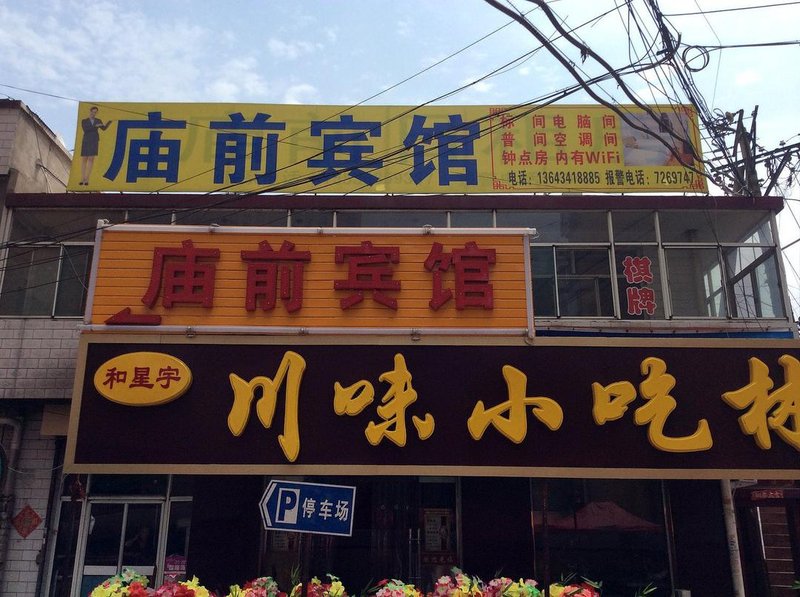 庙前宾馆
标间电脑间
普间空调间
钟点房内有WiFi
电话：13643418885 报警电话：7269747
庙前宾馆
棋牌
和星宇
川味小吃
P停车场